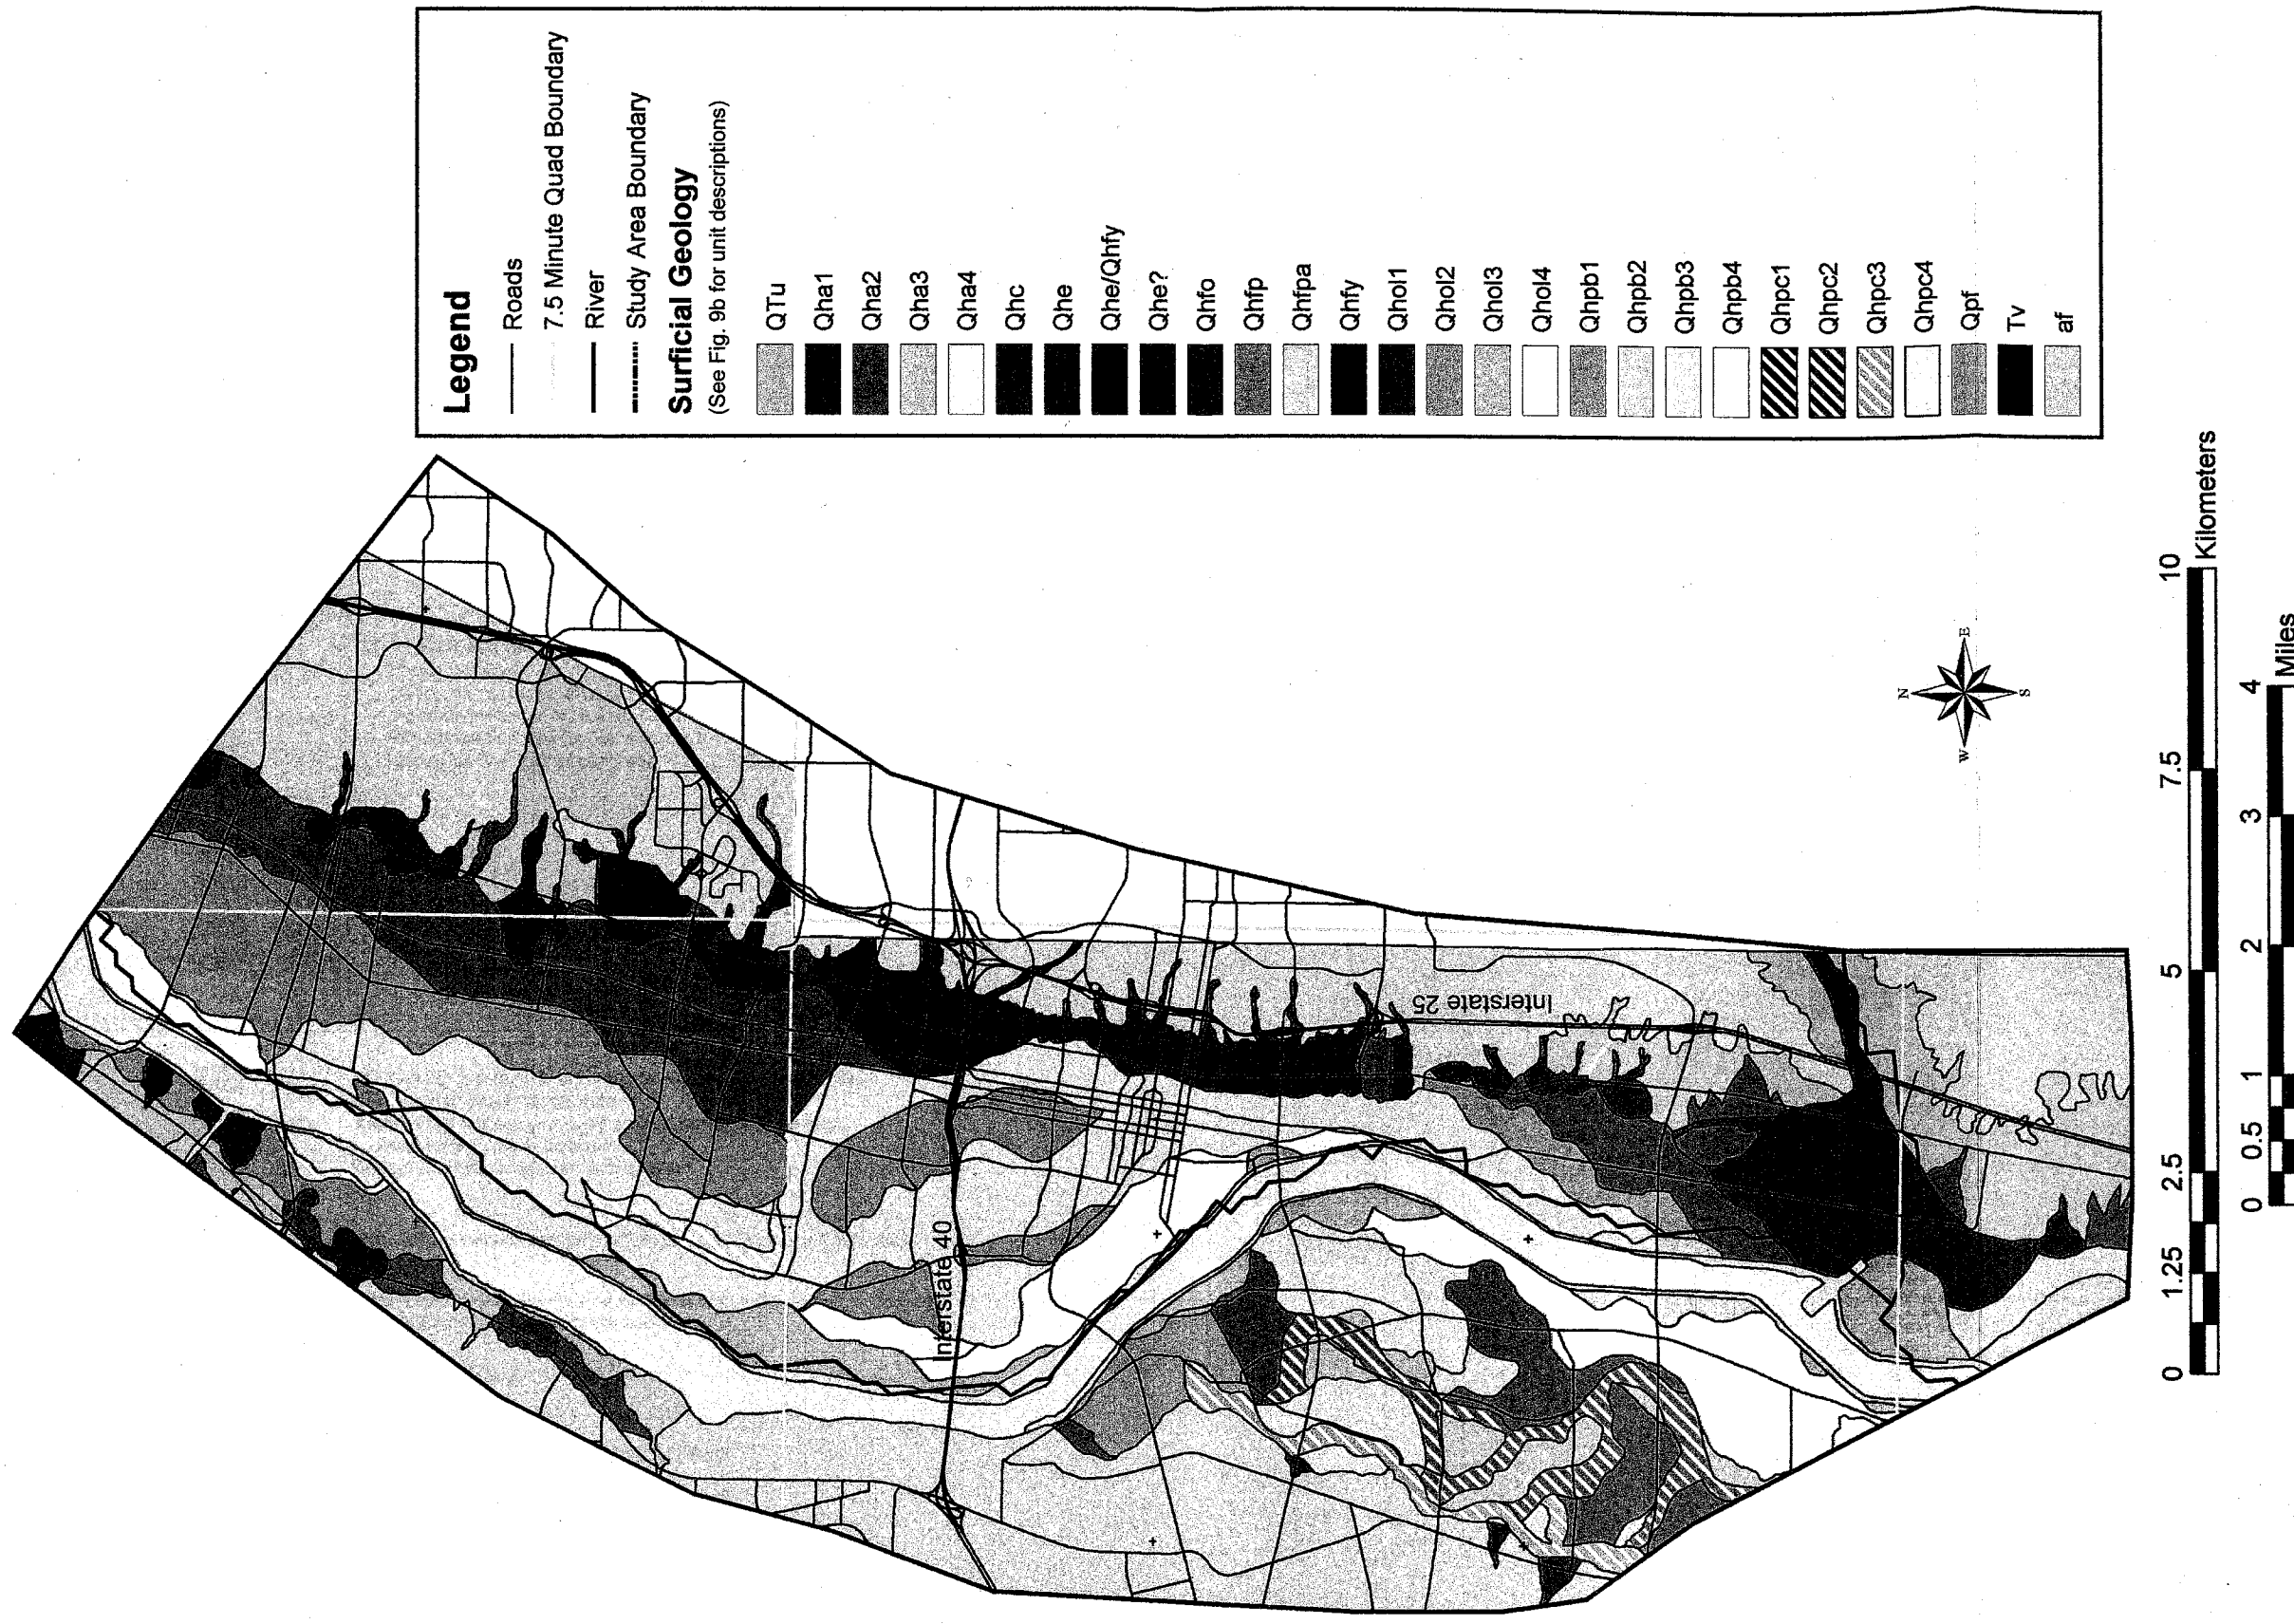 Legend
Roads
7.5 Minute Quad Boundary
River
Study Area Boundary
Surficial Geology
(See Fig. 9b for unit descriptions)
QTu
Qha1
Qha2
Qha3
Qha4
Qhc
Qhe
Qhe/Qhfy
Qhe?
Qhfo
Qhfp
Qhfpa
Qhfy
Qhol1
Qhol2
Qhol3
Qhol4
Qhpb1
Qhpb2
Qhpb3
Qhpb4
Qhpc1
Qhpc2
Qhpc3
Qhpc4
Qpf
Tv
af
Interstate 40
Interstate 25
N
E
S
W
0 1.25 2.5 5 7.5 10
Kilometers
0 0.5 1 2 3 4
Miles